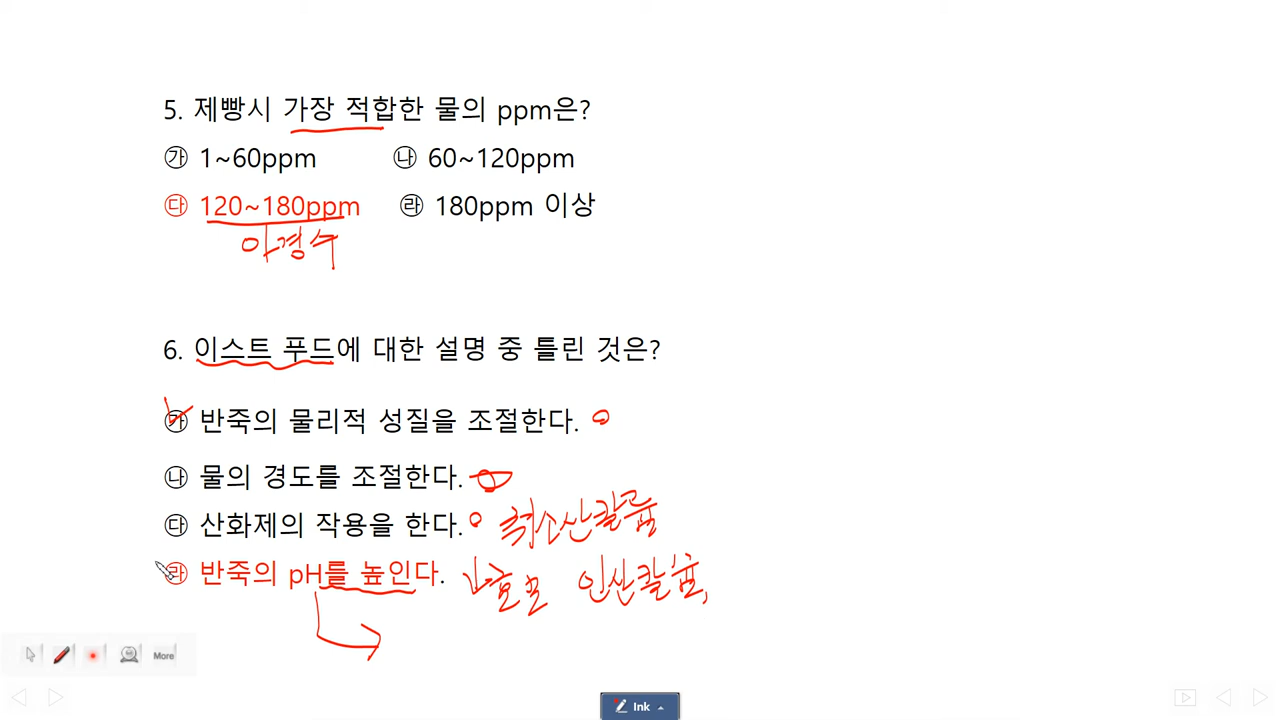 5. 제빵시 가장 적합한 물의 ppm은?
㉮ 1~60ppm ㉯ 60~120ppm
㉰ 120~180ppm ㉱ 180ppm 이상
아경수
6. 이스트 푸드에 대한 설명 중 틀린 것은?
㉮ 반죽의 물리적 성질을 조절한다.
㉯ 물의 경도를 조절한다.
㉰ 산화제의 작용을 한다.
㉱ 반죽의 pH를 높인다. 인산칼슘,
More
Ink